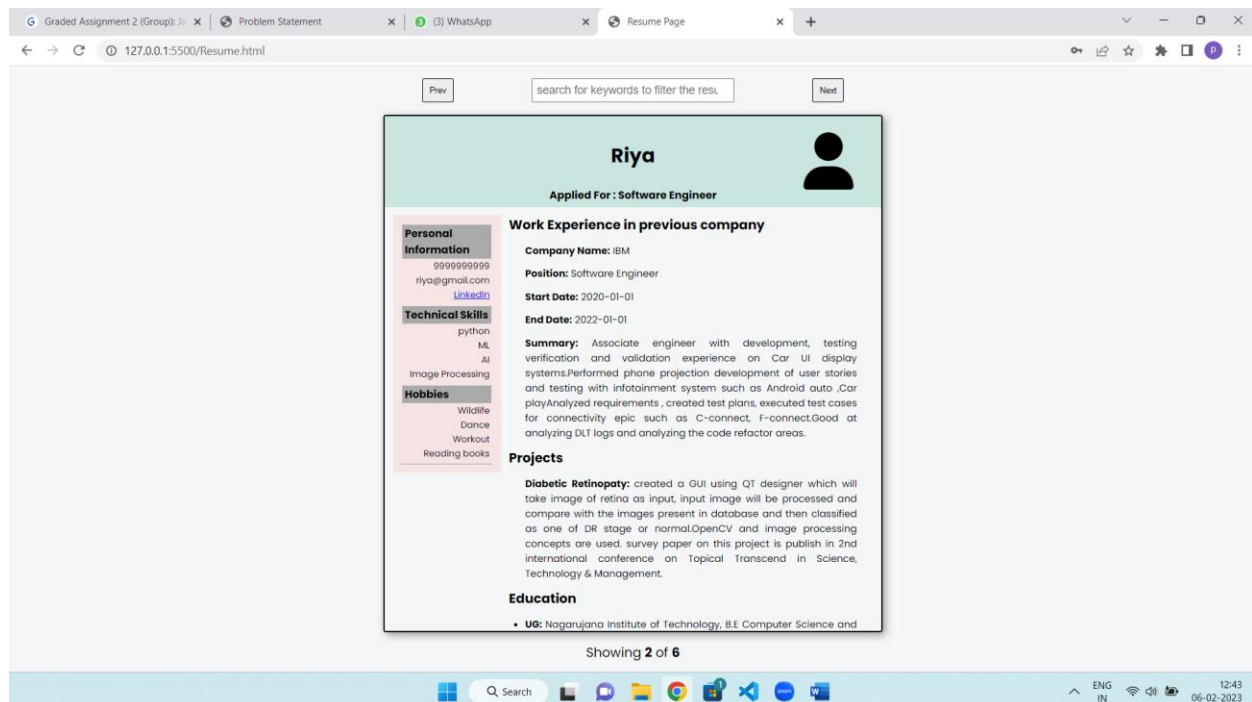 Graded Assignment 2 (Group): Ja
Problem Statement
(3) WhatsApp
Resume Page
127.0.0.1:5500/Resume.html
P
Prev
search for keywords to filter the resu
Next
Riya
Applied For : Software Engineer
Personal
Information
9999999999
riya@gmail.com
LinkedIn
Technical Skills
python
ML
AI
Image Processing
Hobbies
Wildlife
Dance
Workout
Reading books
Work Experience in previous company
Company Name: IBM
Position: Software Engineer
Start Date: 2020-01-01
End Date: 2022-01-01
Summary: Associate engineer with development, testing
verification and validation experience on Car UI display
systems.Performed phone projection development of user stories
and testing with infotainment system such as Android auto ,Car
playAnalyzed requirements , created test plans, executed test cases
for connectivity epic such as C-connect, F-connect.Good at
analyzing DLT logs and analyzing the code refactor areas.
Projects
Diabetic Retinopaty: created a GUI using QT designer which will
take image of retina as input, input image will be processed and
compare with the images present in database and then classified
as one of DR stage or normal.OpenCV and image processing
concepts are used. survey paper on this project is publish in 2nd
international conference on Topical Transcend in Science,
Technology & Management.
Education
• UG: Nagarujana Institute of Technology, B.E Computer Science and
Showing 2 of 6
Search
ENG
IN
12:43
06-02-2023